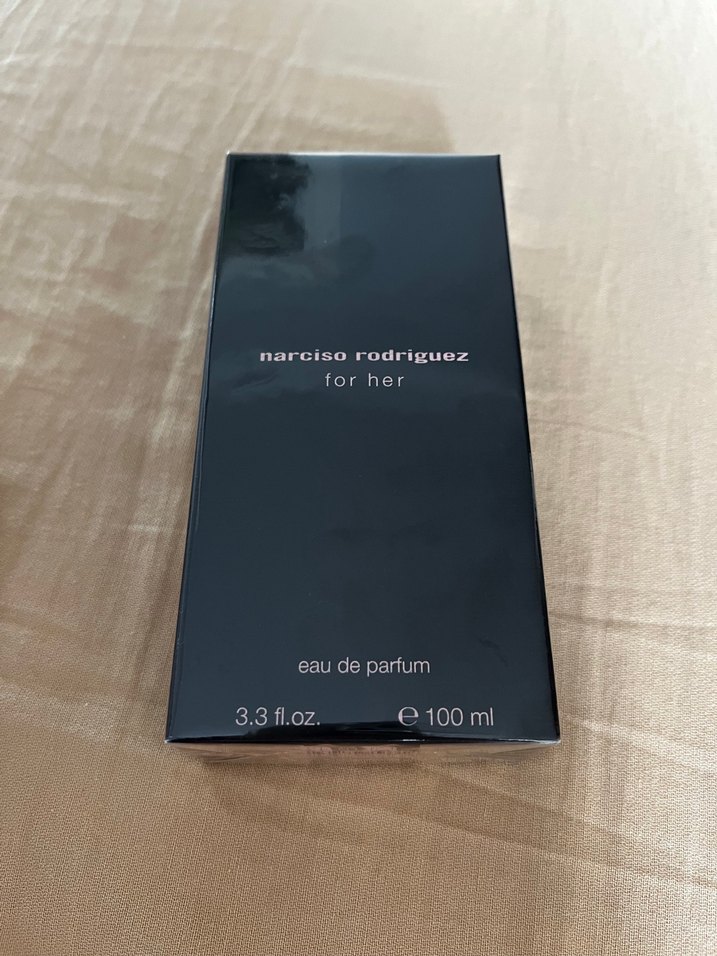 narciso rodriguez
for her
eau de parfum
3.3 fl.oz. ℮ 100 ml